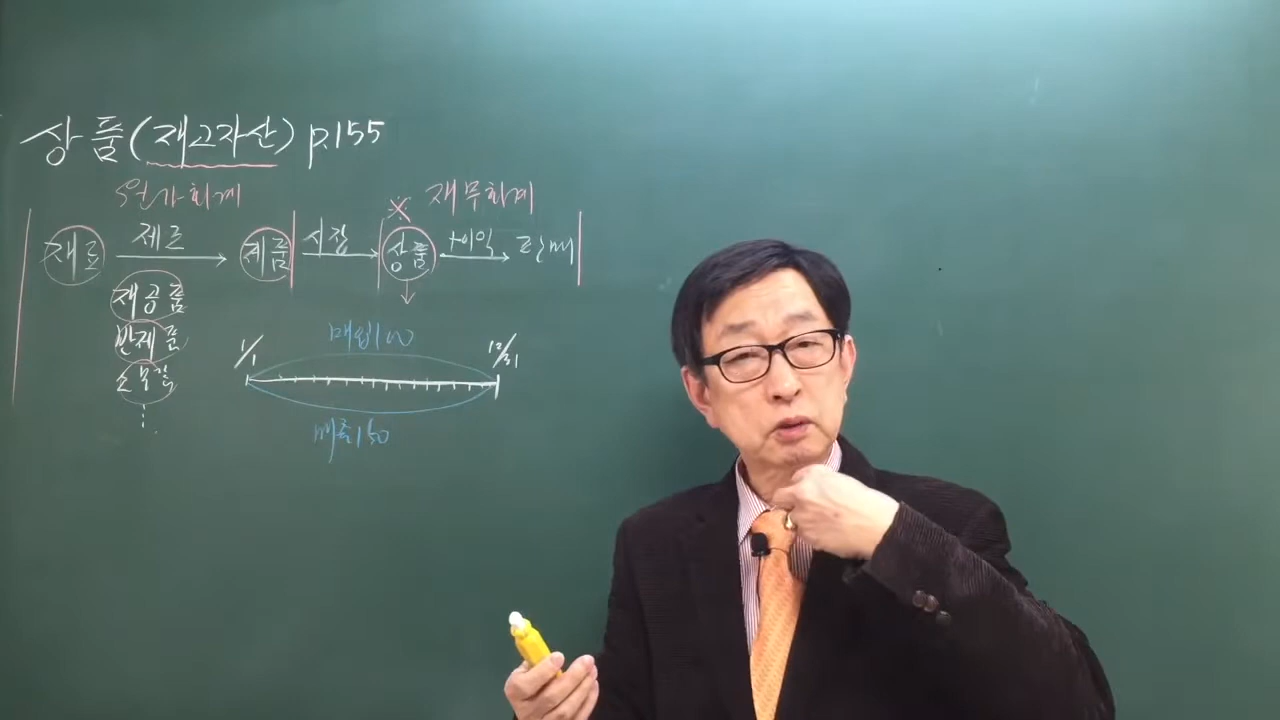 상품(재고자산) p.155
원가회계 재무회계
재료 제조 제품 시장 ※ 상품 +이익 판매
재공품
반제품
소모품
1/1 매입100 12/31
매출150